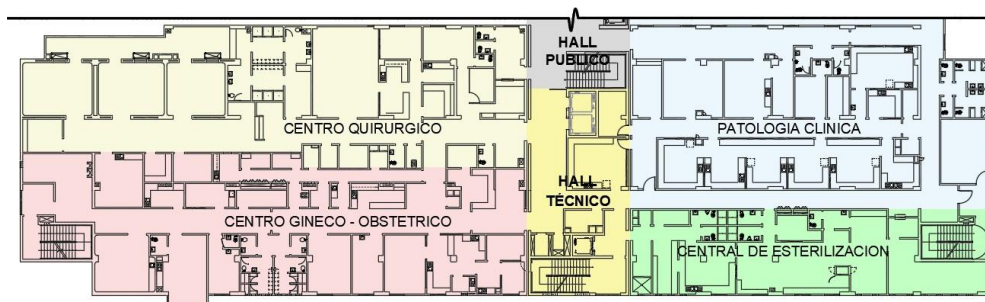 HALL
PUBLICO
CENTRO QUIRURGICO
PATOLOGIA CLINICA
HALL
TÉCNICO
CENTRO GINECO - OBSTETRICO
CENTRAL DE ESTERILIZACION